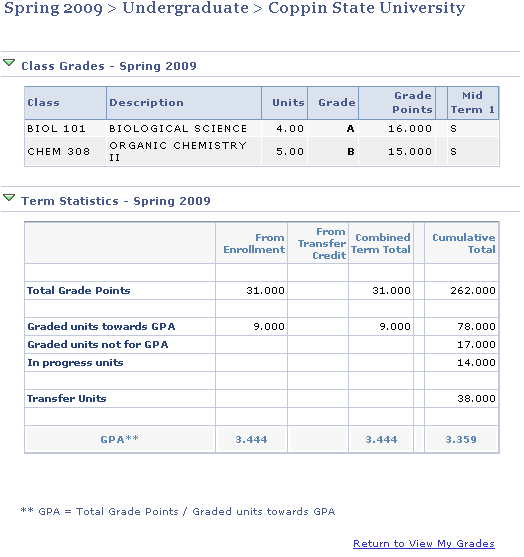 Spring 2009 > Undergraduate > Coppin State University
Class Grades - Spring 2009
Class Description Units Grade Grade Points Mid Term 1
BIOL 101 BIOLOGICAL SCIENCE 4.00 A 16.000 S
CHEM 308 ORGANIC CHEMISTRY II 5.00 B 15.000 S
Term Statistics - Spring 2009
From Enrollment From Transfer Credit Combined Term Total Cumulative Total
Total Grade Points 31.000 31.000 262.000
Graded units towards GPA 9.000 9.000 78.000
Graded units not for GPA 17.000
In progress units 14.000
Transfer Units 38.000
GPA** 3.444 3.444 3.359
** GPA = Total Grade Points / Graded units towards GPA
Return to View My Grades